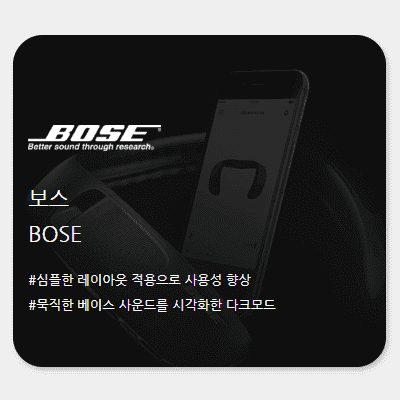 BOSE®
Better sound through research®
보스
BOSE
#심플한 레이아웃 적용으로 사용성 향상
#묵직한 베이스 사운드를 시각화한 다크모드